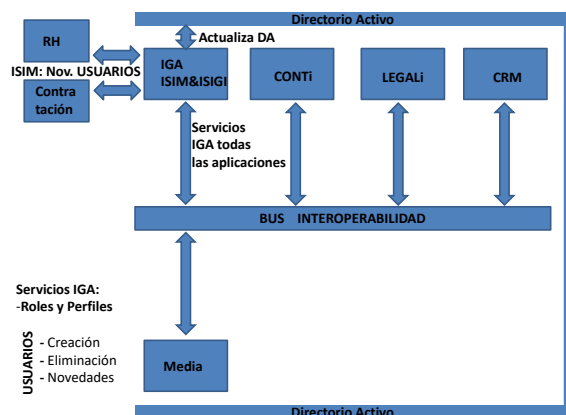 Directorio Activo
RH
Actualiza DA
ISIM: Nov. USUARIOS
IGA
ISIM&ISIGI
CONTi
LEGALi
CRM
Contra
tación
Servicios
IGA todas
las aplicaciones
BUS INTEROPERABILIDAD
Servicios IGA:
-Roles y Perfiles
USUARIOS
- Creación
- Eliminación
- Novedades
Media
Directorio Activo